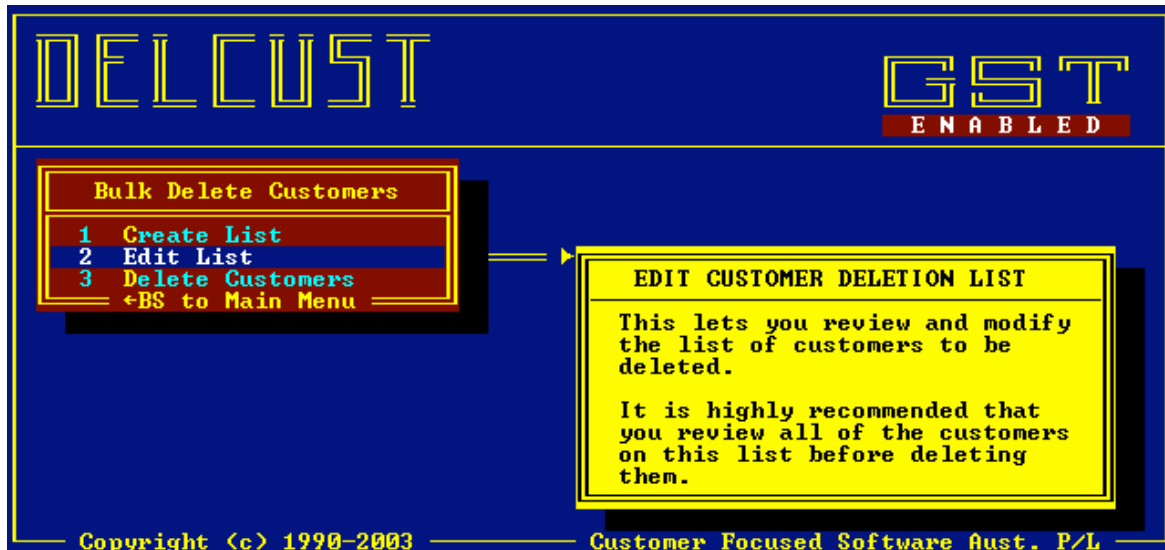 DELCUST
GST
ENABLED
Bulk Delete Customers
1 Create List
2 Edit List
3 Delete Customers
←BS to Main Menu
EDIT CUSTOMER DELETION LIST
This lets you review and modify
the list of customers to be
deleted.
It is highly recommended that
you review all of the customers
on this list before deleting
them.
Copyright (c) 1990-2003
Customer Focused Software Aust. P/L